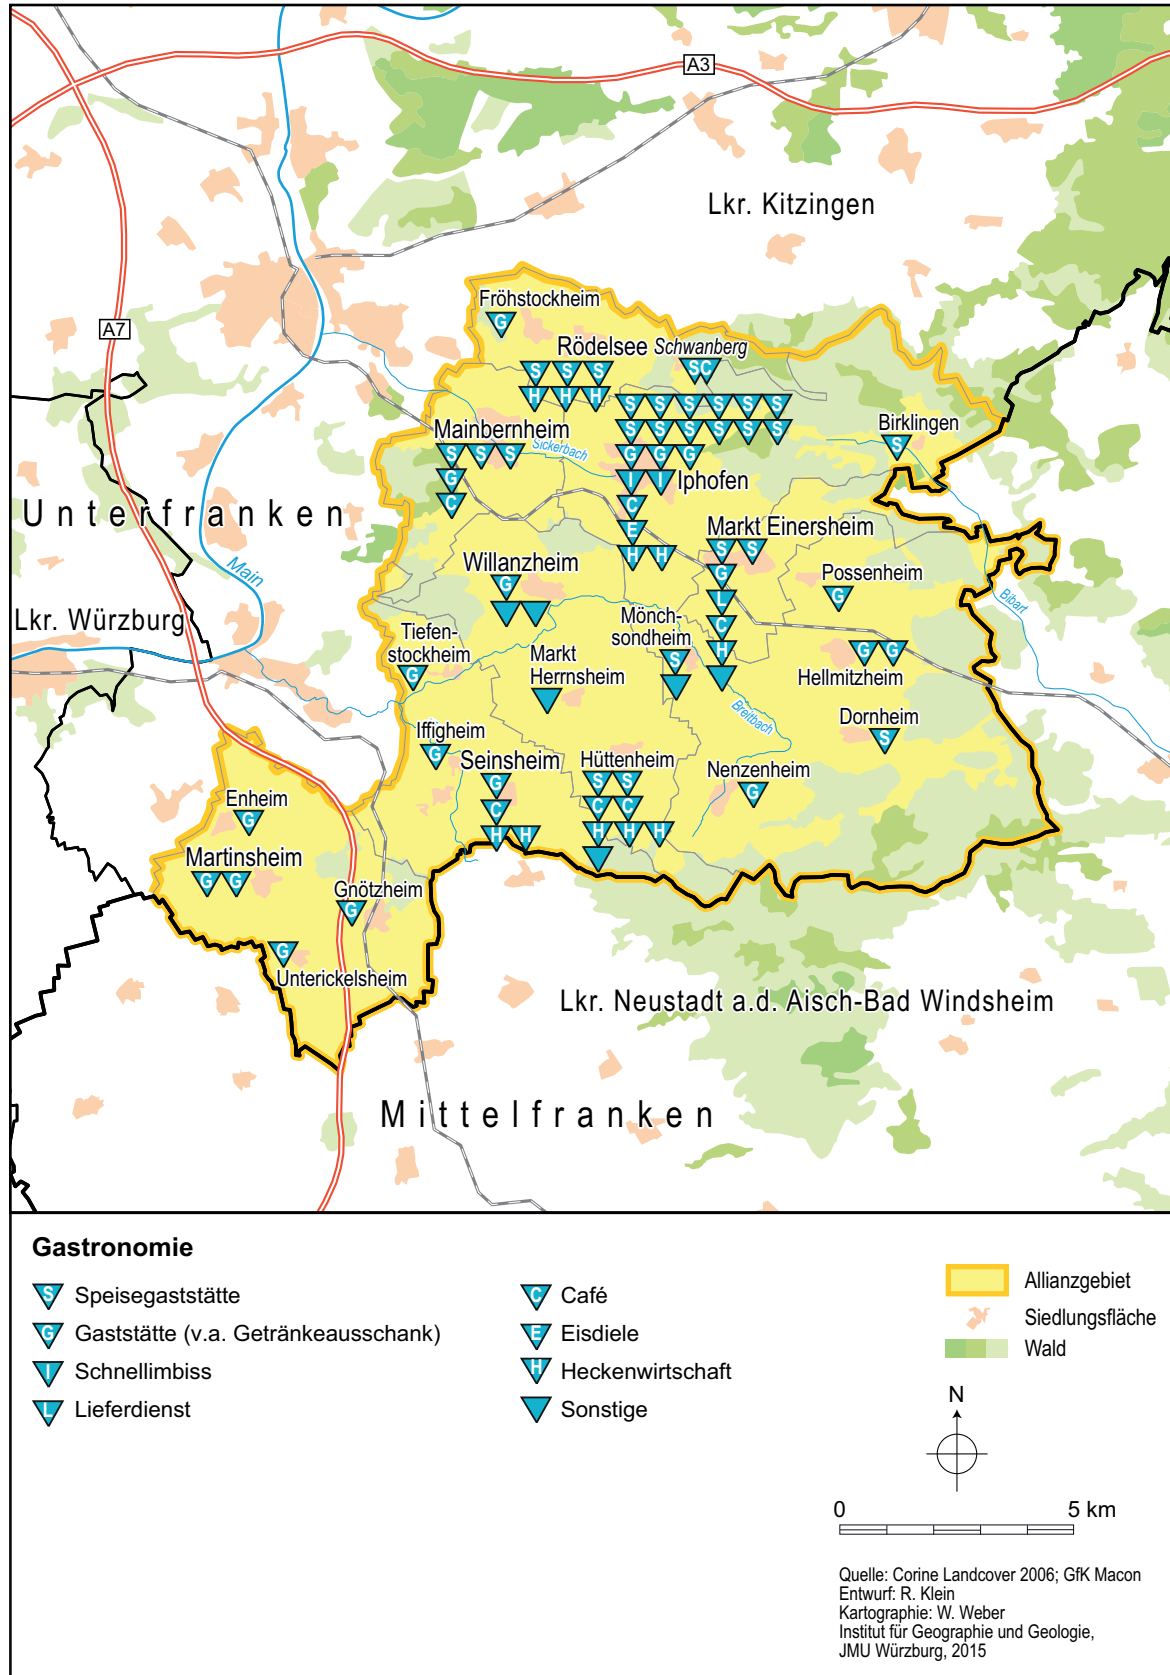 A3
Lkr. Kitzingen
A7
Fröhstockheim
G
Rödelsee Schwanberg
S S S
S C
H H H
S S S S S S
S S S S S S
Birklingen
S
Mainbernheim
Sickerbach
S S S
G
C
G G G
I I
Iphofen
C
E
H H
Unterfranken
Markt Einersheim
S S
G
L
C
H
Willanzheim
G
Possenheim
G
Main
Bibart
Lkr. Würzburg
Mönch-
sondheim
S
Tiefen-
stockheim
G
Markt
Herrnsheim
G G
Hellmitzheim
Breitbach
Dornheim
S
Iffigheim
G
Seinsheim
G
C
H H
Hüttenheim
S S
C C
H H H
Nenzenheim
G
Enheim
G
Martinsheim
G G
Gnötzheim
G
G
Unterickelsheim
Lkr. Neustadt a.d. Aisch-Bad Windsheim
Mittelfranken
Gastronomie
S Speisegaststätte
G Gaststätte (v.a. Getränkeausschank)
I Schnellimbiss
L Lieferdienst
C Café
E Eisdiele
H Heckenwirtschaft
Sonstige
Allianzgebiet
Siedlungsfläche
Wald
N
0 5 km
Quelle: Corine Landcover 2006; GfK Macon
Entwurf: R. Klein
Kartographie: W. Weber
Institut für Geographie und Geologie,
JMU Würzburg, 2015